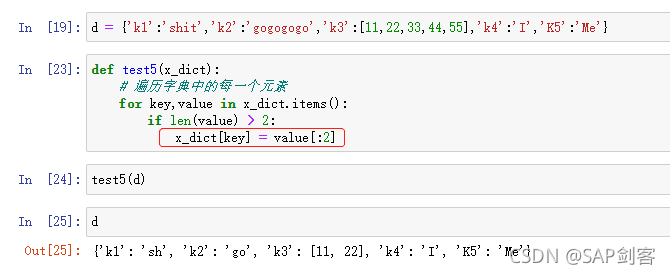 In [19]: d = {'k1':'shit','k2':'gogogogo','k3':[11,22,33,44,55],'k4':'I','K5':'Me'}
In [23]: def test5(x_dict):
# 遍历字典中的每一个元素
for key,value in x_dict.items():
if len(value) > 2:
x_dict[key] = value[:2]
In [24]: test5(d)
In [25]: d
Out[25]: {'k1': 'sh', 'k2': 'go', 'k3': [11, 22], 'k4': 'I', 'K5': 'Me'}
CSDN @SAP剑客